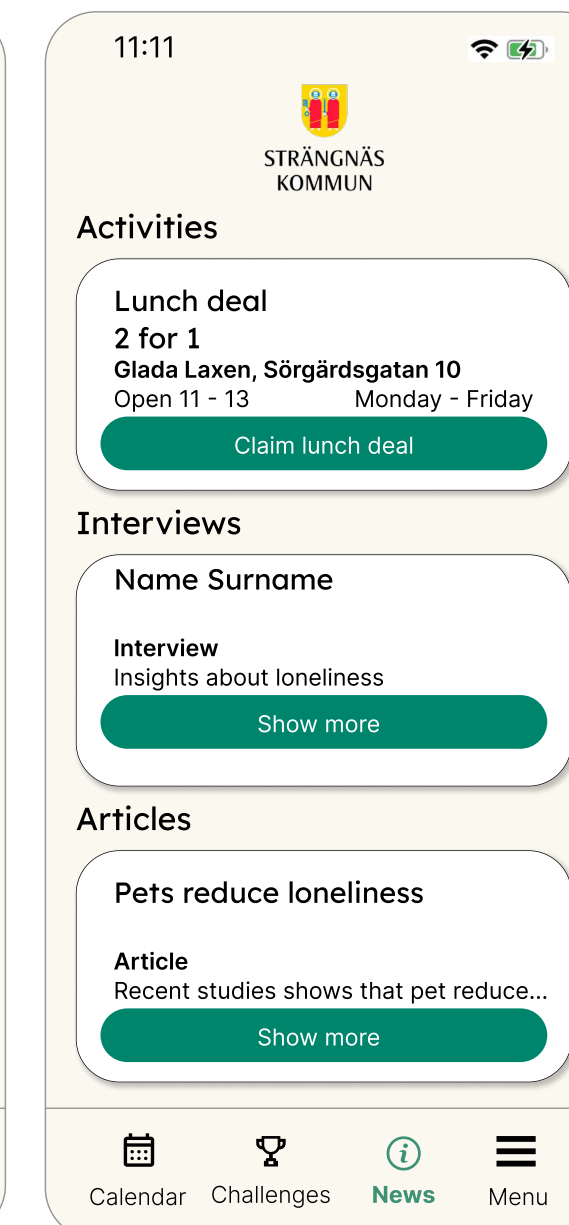 11:11
STRÄNGNÄS
KOMMUN
Activities
Lunch deal
2 for 1
Glada Laxen, Sörgärdsgatan 10
Open 11 - 13 Monday - Friday
Claim lunch deal
Interviews
Name Surname
Interview
Insights about loneliness
Show more
Articles
Pets reduce loneliness
Article
Recent studies shows that pet reduce...
Show more
Calendar Challenges News Menu